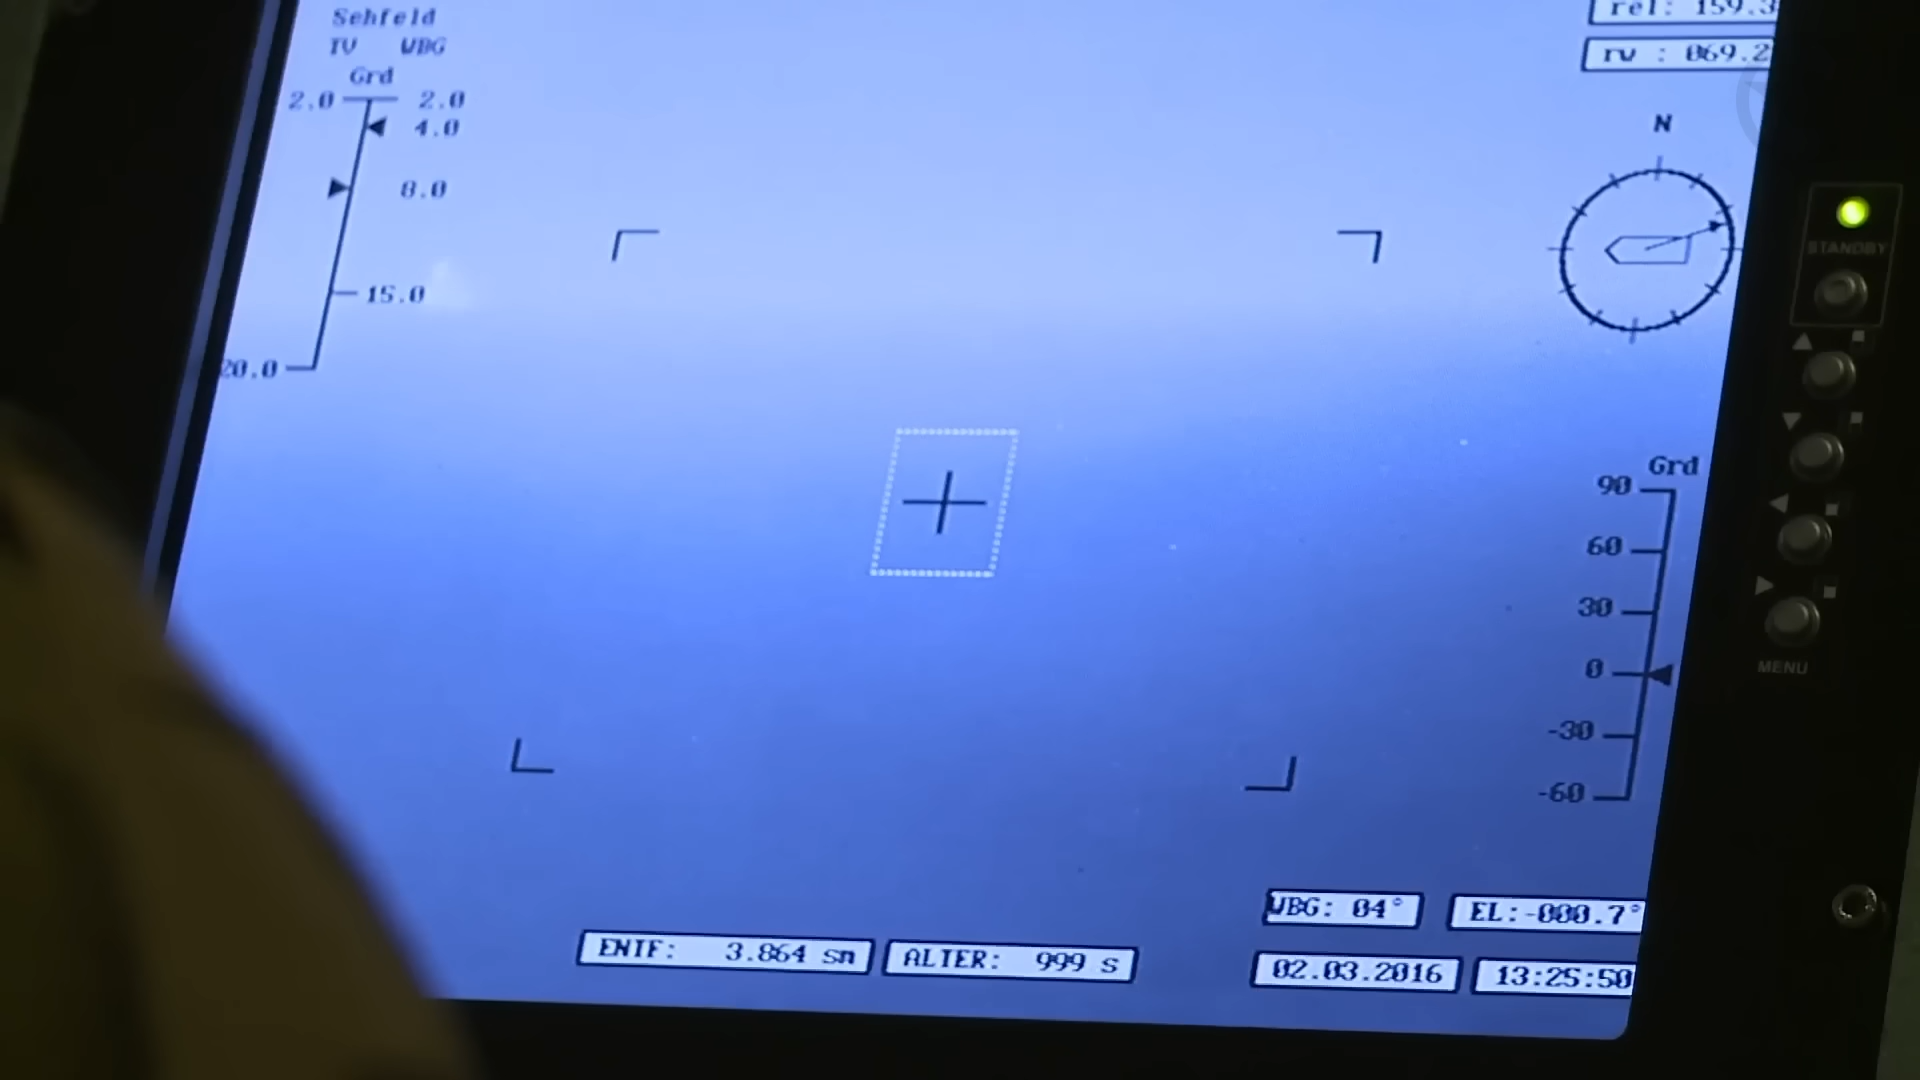 Sehfeld
TV WBG
Grd
2.0 2.0
4.0
8.0
15.0
20.0
rel: 159.3
rw : 069.2
N
STANDBY
Grd
90
60
30
0
-30
-60
MENU
WBG: 04°
EL:-000.7°
ENTF: 3.864 sm
ALTER: 999 s
02.03.2016
13:25:50